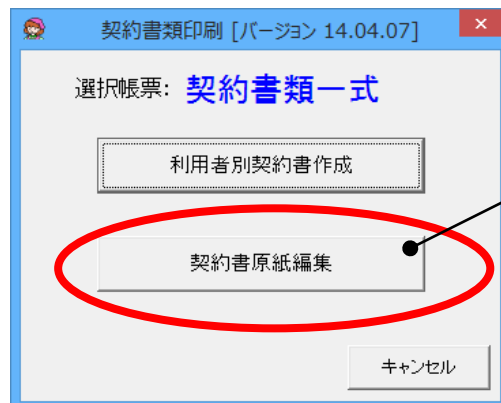 契約書類印刷 [バージョン 14.04.07]
選択帳票: 契約書類一式
利用者別契約書作成
契約書原紙編集
キャンセル